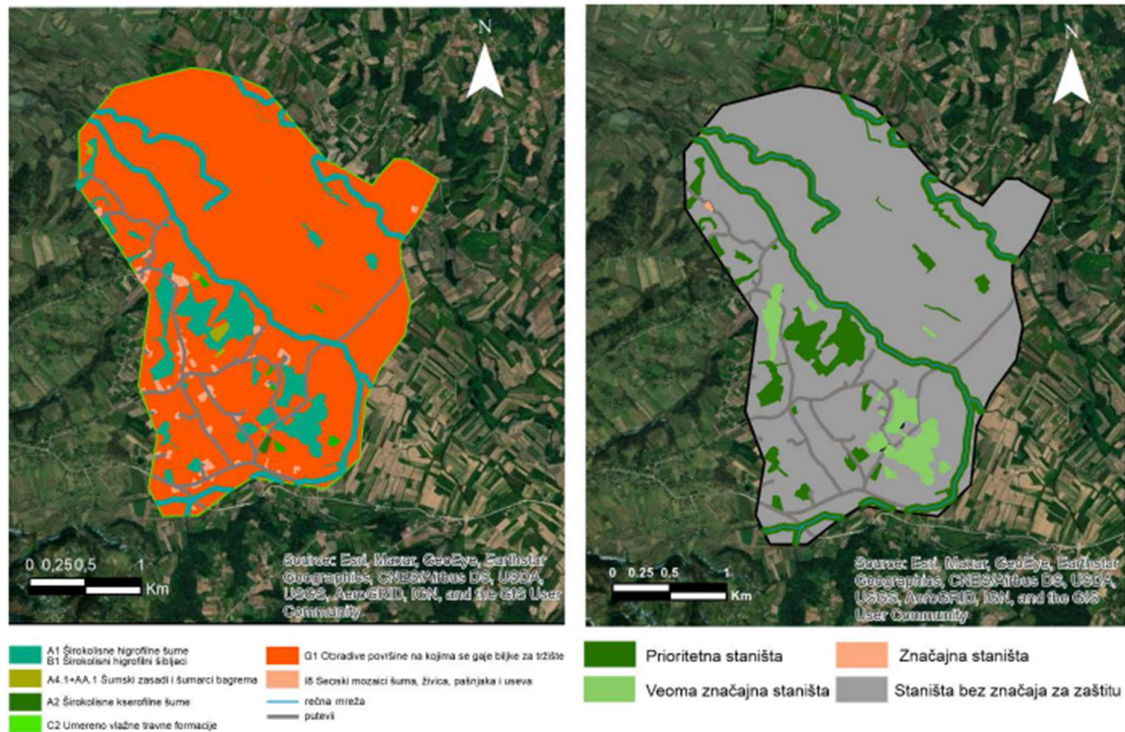 N
0 0,25 0,5 1
Km
Source: Esri, Maxar, GeoEye, Earthstar
Geographics, CNES/Airbus DS, USDA,
USGS, AeroGRID, IGN, and the GIS User
Community
A1 Širokolisne higrofilne šume
B1 Širokolisni higrofilni šibljaci
A4.1+AA.1 Šumski zasadi i šumarci bagrema
A2 Širokolisne kserofilne šume
C2 Umereno vlažne travne formacije
G1 Obradive površine na kojima se gaje biljke za tržište
I8 Seoski mozaici šuma, živica, pašnjaka i useva
rečna mreža
putevii
N
0 0,25 0,5 1
Km
Source: Esri, Maxar, GeoEye, Earthstar
Geographics, CNES/Airbus DS, USDA,
USGS, AeroGRID, IGN, and the GIS
User Community
Prioritetna staništa
Veoma značajna staništa
Značajna staništa
Staništa bez značaja za zaštitu